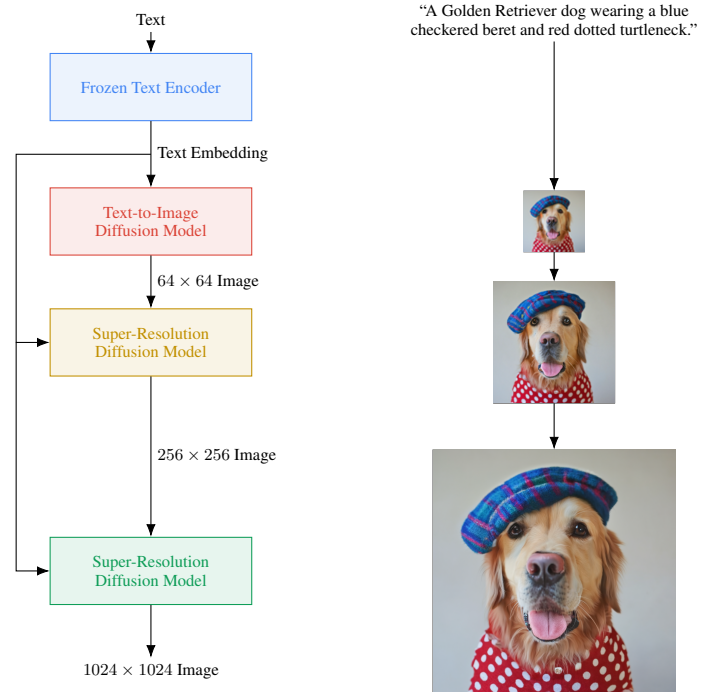 Text
Frozen Text Encoder
Text Embedding
Text-to-Image
Diffusion Model
64 × 64 Image
Super-Resolution
Diffusion Model
256 × 256 Image
Super-Resolution
Diffusion Model
1024 × 1024 Image
“A Golden Retriever dog wearing a blue
checkered beret and red dotted turtleneck.”